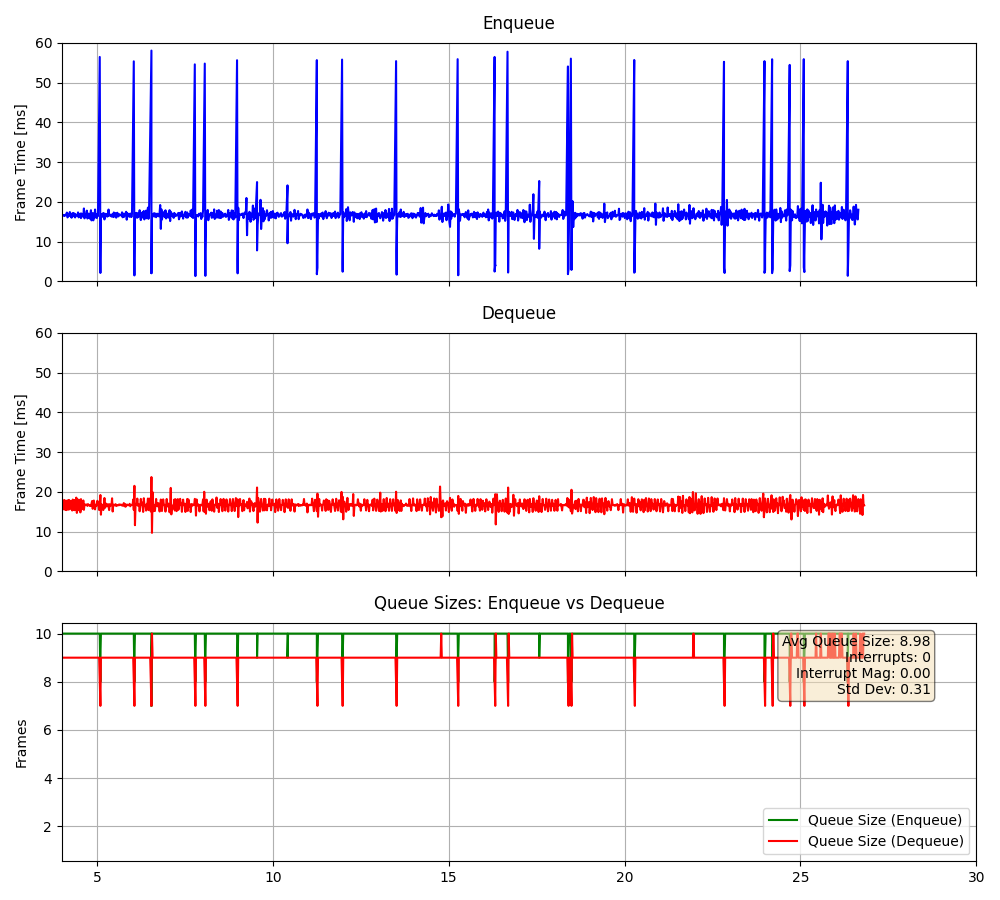 Enqueue
60
50
40
30
20
10
0
Frame Time [ms]
Dequeue
60
50
40
30
20
10
0
Frame Time [ms]
Queue Sizes: Enqueue vs Dequeue
10
8
6
4
2
Frames
Avg Queue Size: 8.98
Interrupts: 0
Interrupt Mag: 0.00
Std Dev: 0.31
Queue Size (Enqueue)
Queue Size (Dequeue)
5 10 15 20 25 30